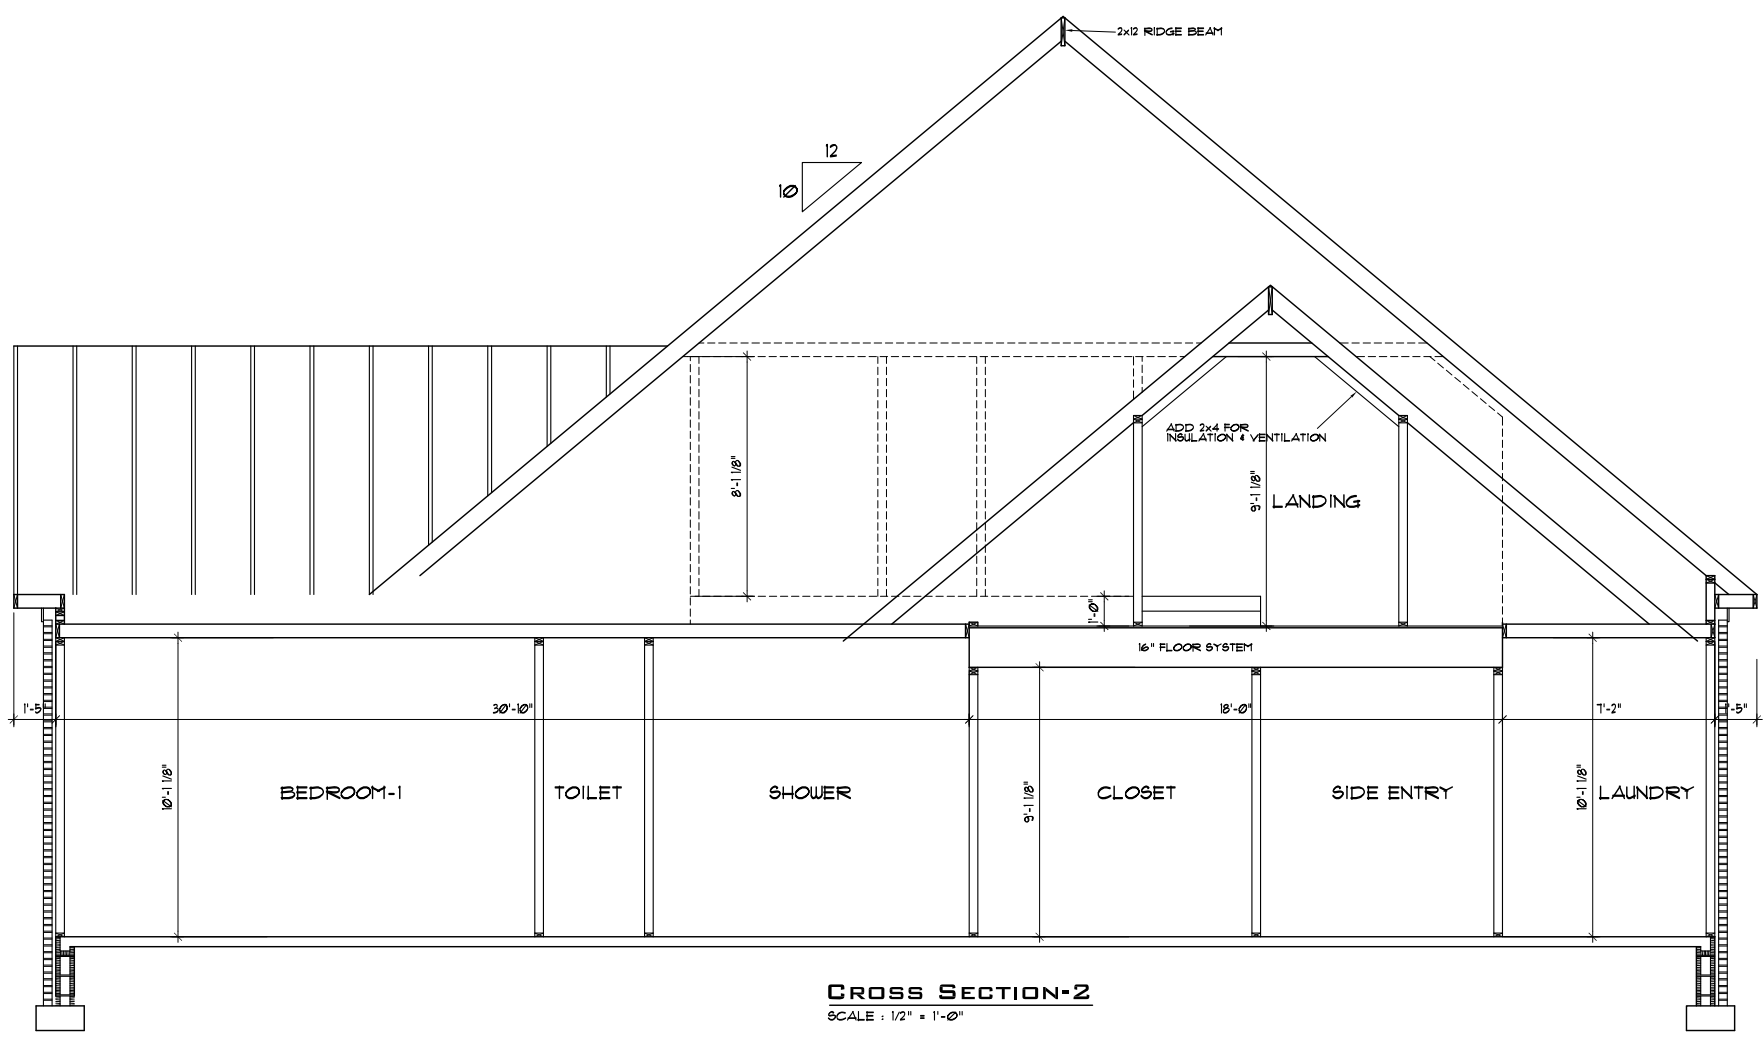 2x12 RIDGE BEAM
12
10
ADD 2x4 FOR
INSULATION & VENTILATION
8'-1 1/8"
9'-1 1/8"
LANDING
1'-0"
16" FLOOR SYSTEM
1'-5"
30'-10"
18'-0"
7'-2"
1'-5"
10'-1 1/8"
BEDROOM-1
TOILET
SHOWER
9'-1 1/8"
CLOSET
SIDE ENTRY
10'-1 1/8"
LAUNDRY
CROSS SECTION-2
SCALE : 1/2" = 1'-0"